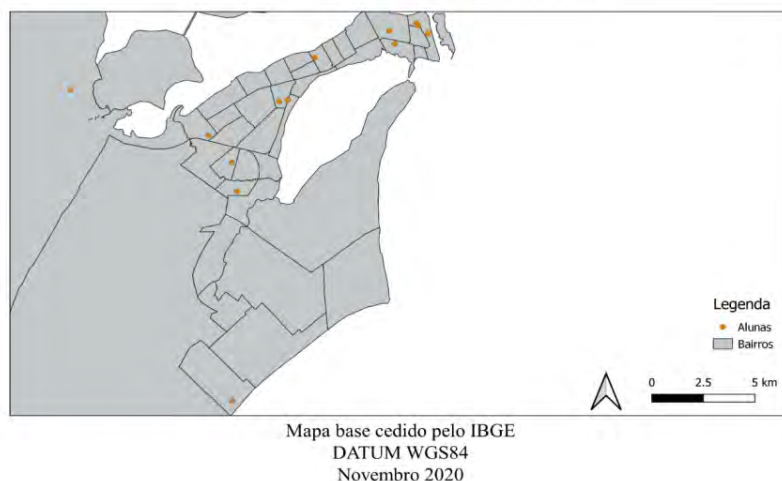 Legenda
Alunas
Bairros
0 2.5 5 km
Mapa base cedido pelo IBGE
DATUM WGS84
Novembro 2020